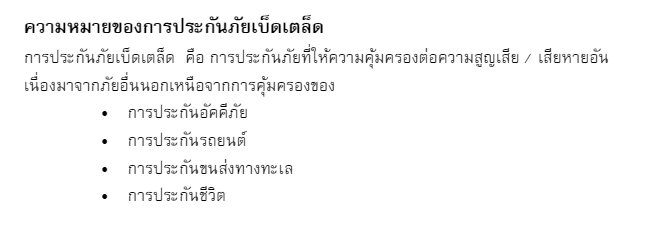 ความหมายของการประกันภัยเบ็ดเตล็ด
การประกันภัยเบ็ดเตล็ด คือ การประกันภัยที่ให้ความคุ้มครองต่อความสูญเสีย / เสียหายอัน
เนื่องมาจากภัยอื่นนอกเหนือจากการคุ้มครองของ
• การประกันอัคคีภัย
• การประกันรถยนต์
• การประกันขนส่งทางทะเล
• การประกันชีวิต